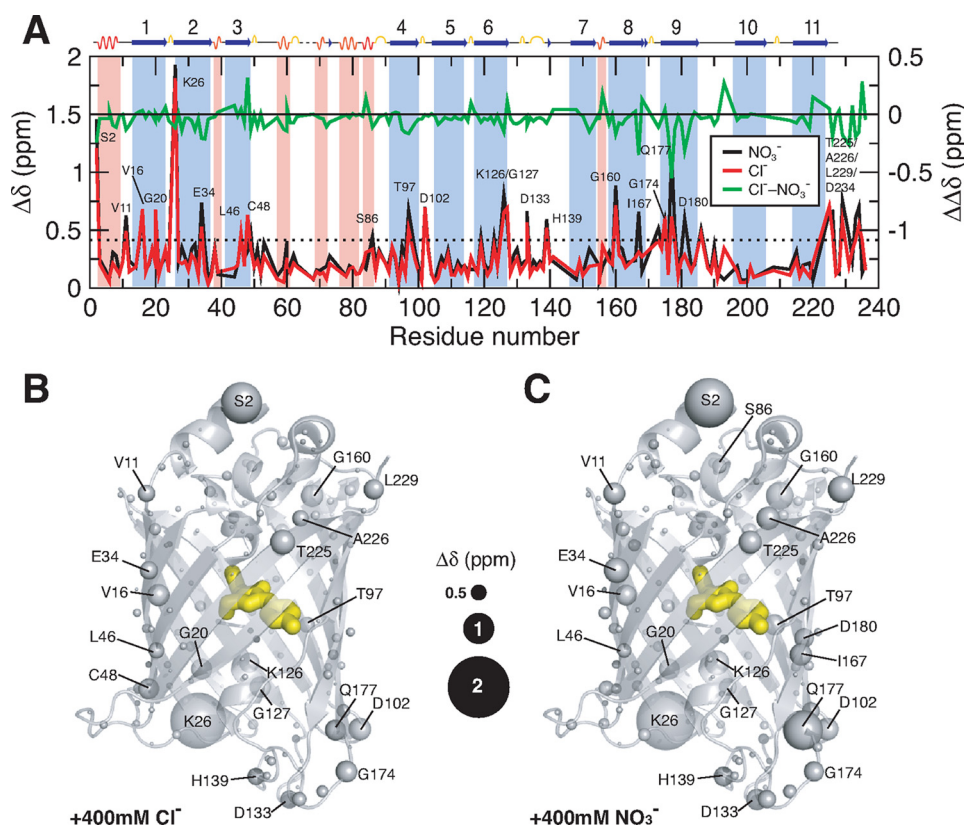 A
1 2 3 4 5 6 7 8 9 10 11
2 0.5
K26
1.5 0
S2
NO₃⁻
Cl⁻
Cl⁻–NO₃⁻
Q177
T225/
A226/
L229/
D234
V16
G20
1 -0.5
V11
E34
L46
C48
S86
T97
D102
K126/G127
D133
H139
G160
I167
G174
D180
0.5 -1
0
0 20 40 60 80 100 120 140 160 180 200 220 240
Δδ (ppm)
ΔΔδ (ppm)
Residue number
B
S2
V11
G160
L229
A226
T225
E34
V16
T97
L46
G20
C48
K126
G127
K26
Q177
D102
H139
G174
D133
+400mM Cl⁻
Δδ (ppm)
0.5
1
2
C
S2
S86
V11
G160
L229
A226
T225
E34
V16
T97
D180
L46
G20
I167
K126
Q177
D102
G127
K26
H139
G174
D133
+400mM NO₃⁻